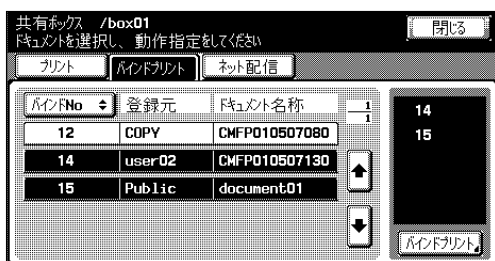 共有ボックス /box01
ドキュメントを選択し、動作指定をしてください
閉じる
プリント バインドプリント ネット配信
バインドNo 登録元 ドキュメント名称 1/1
12 COPY CMFP010507080
14 user02 CMFP010507130
15 Public document01
14
15
バインドプリント